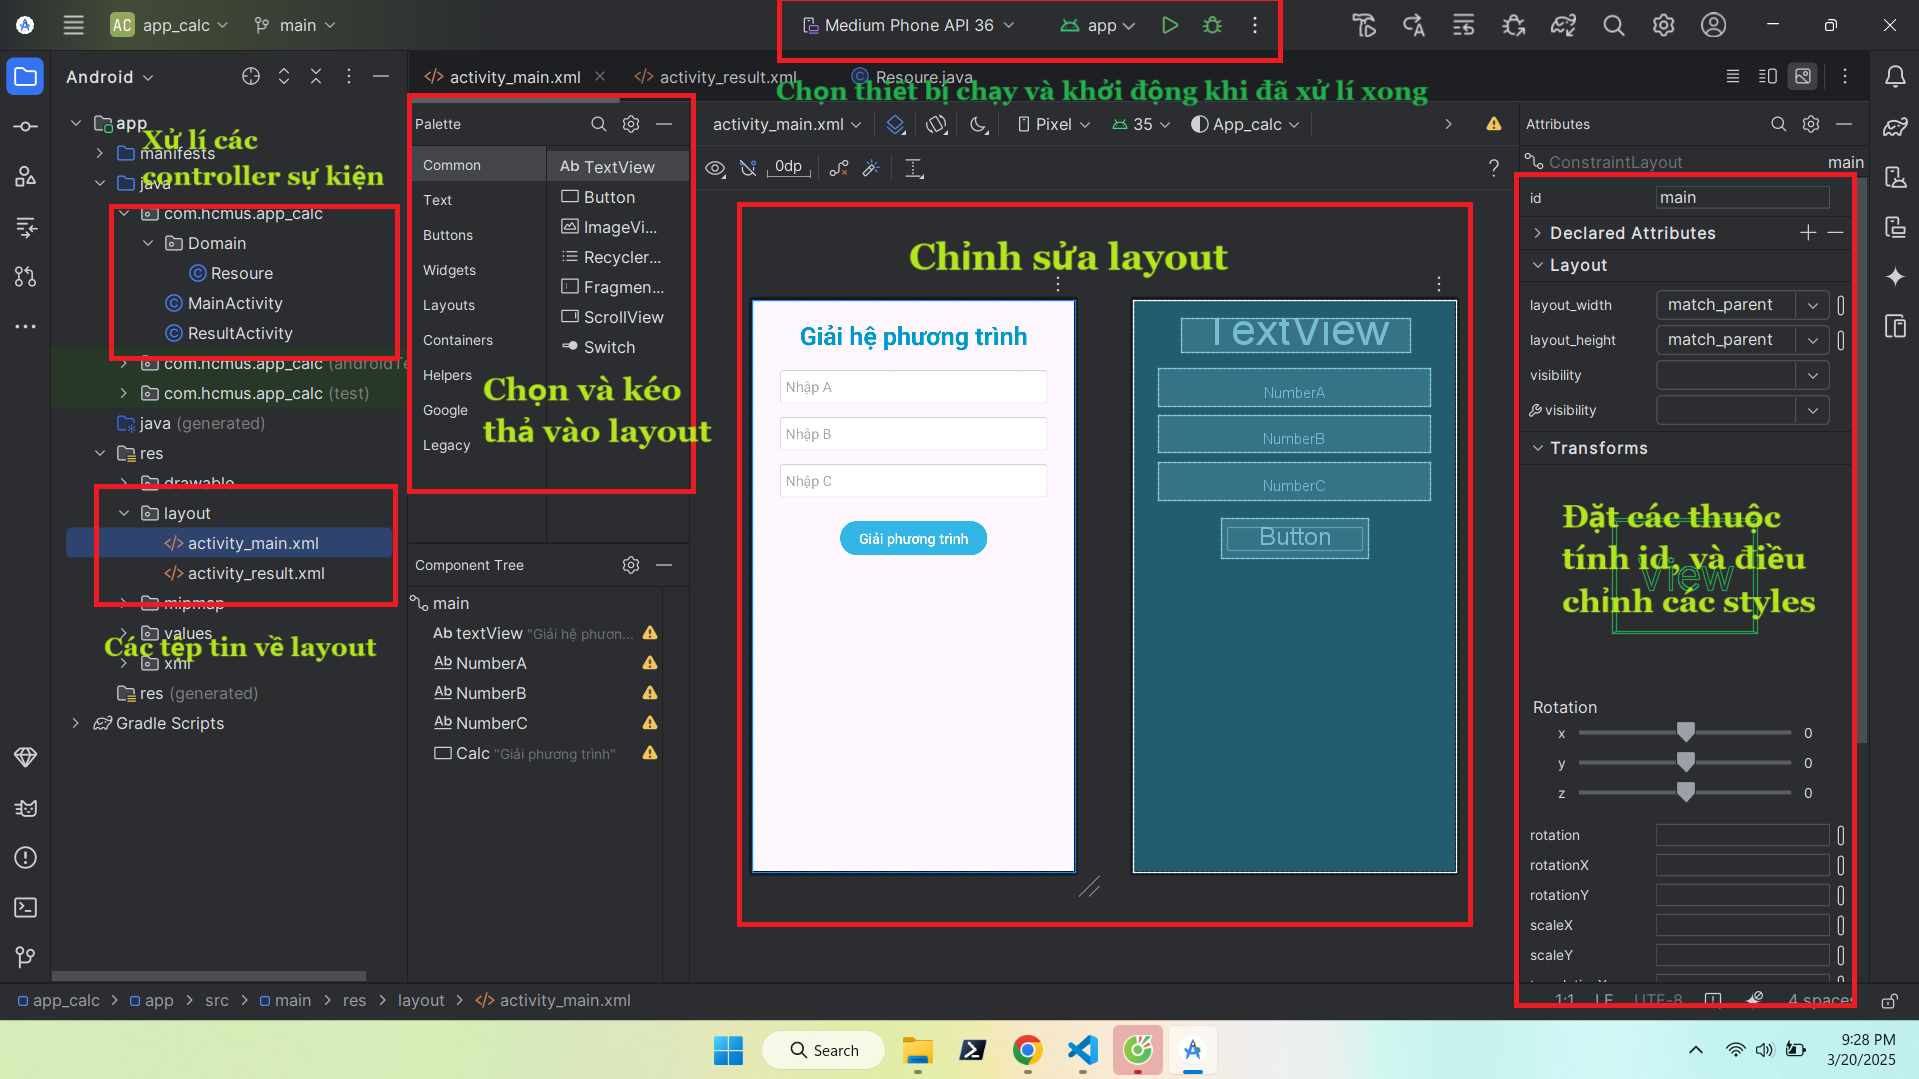 AC app_calc
main
Medium Phone API 36
app
Android
activity_main.xml
activity_result.xml
Resoure.java
Chọn thiết bị chạy và khởi động khi đã xử lí xong
app
manifests
java
Xử lí các
controller sự kiện
com.hcmus.app_calc
Domain
Resoure
MainActivity
ResultActivity
com.hcmus.app_calc (androidTe
com.hcmus.app_calc (test)
java (generated)
res
drawable
layout
activity_main.xml
activity_result.xml
mipmap
values
xml
Các tệp tin về layout
res (generated)
Gradle Scripts
Palette
Common
Text
Buttons
Widgets
Layouts
Containers
Helpers
Google
Legacy
Ab TextView
Button
ImageVi...
Recycler...
Fragmen...
ScrollView
Switch
Chọn và kéo
thả vào layout
Component Tree
main
Ab textView "Giải hệ phươn...
Ab NumberA
Ab NumberB
Ab NumberC
Calc "Giải phương trình"
activity_main.xml
Pixel
35
App_calc
0dp
?
Chỉnh sửa layout
Giải hệ phương trình
Nhập A
Nhập B
Nhập C
Giải phương trình
TextView
NumberA
NumberB
NumberC
Button
Attributes
ConstraintLayout main
id main
Declared Attributes
Layout
layout_width match_parent
layout_height match_parent
visibility
visibility
Transforms
View
Đặt các thuộc
tính id, và điều
chỉnh các styles
Rotation
x 0
y 0
z 0
rotation
rotationX
rotationY
scaleX
scaleY
app_calc > app > src > main > res > layout > activity_main.xml
1:1 LF UTF-8 4 spaces
Search
9:28 PM
3/20/2025